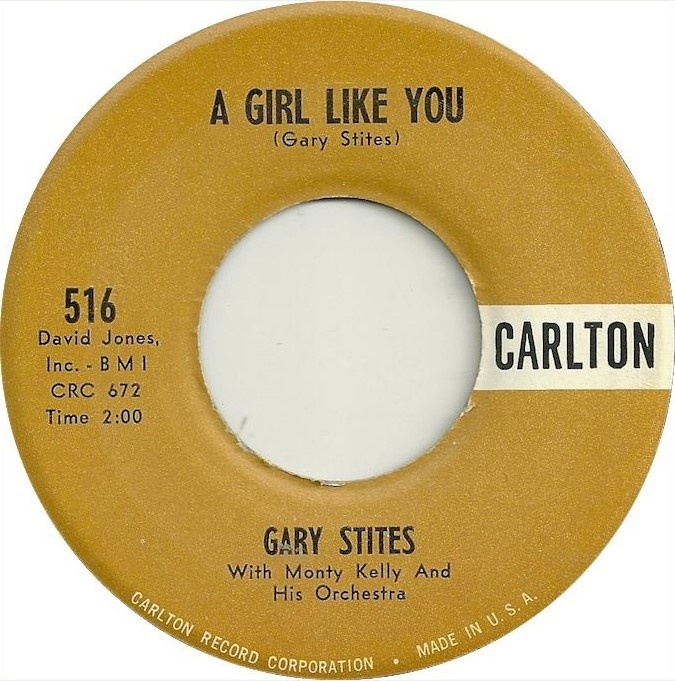 A GIRL LIKE YOU
(Gary Stites)
516
David Jones,
Inc. - B M I
CRC 672
Time 2:00
CARLTON
GARY STITES
With Monty Kelly And
His Orchestra
CARLTON RECORD CORPORATION • MADE IN U. S. A.